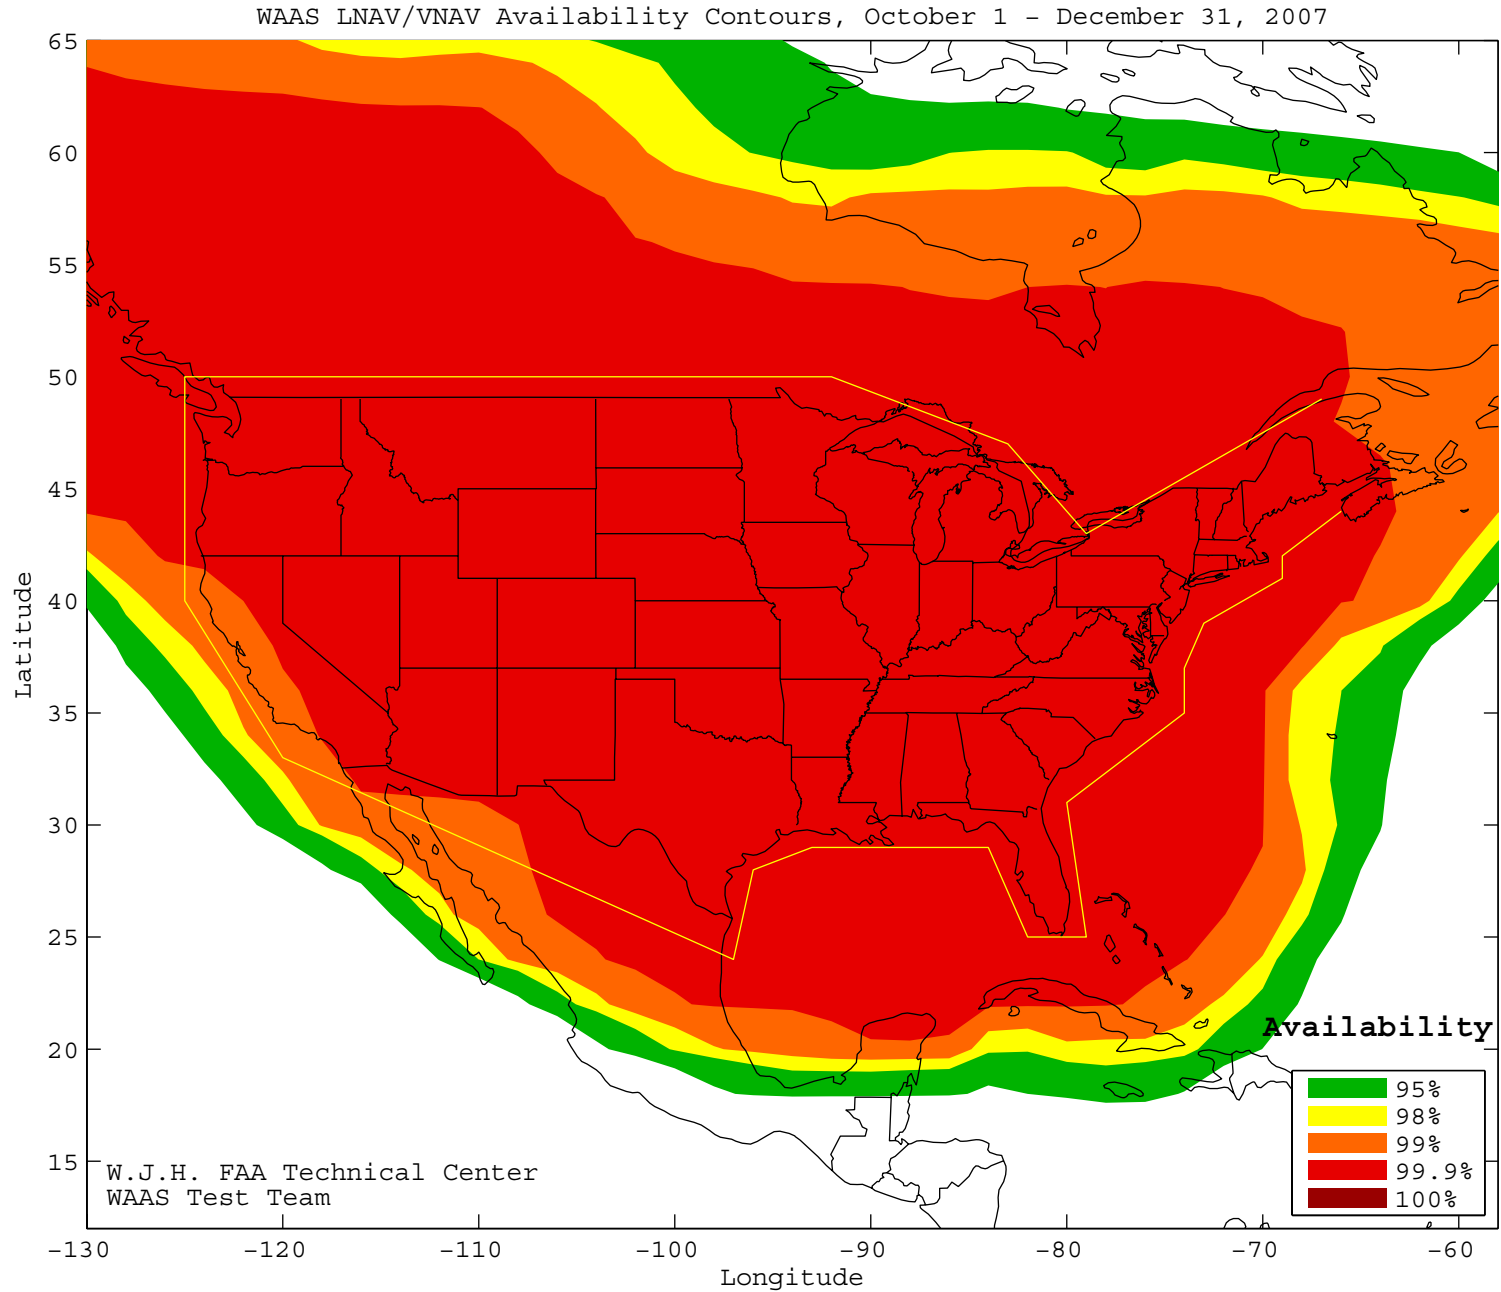 WAAS LNAV/VNAV Availability Contours, October 1 - December 31, 2007
65
60
55
50
45
40
35
30
25
20
15
Latitude
Availability
95%
98%
99%
99.9%
100%
W.J.H. FAA Technical Center
WAAS Test Team
-130 -120 -110 -100 -90 -80 -70 -60
Longitude